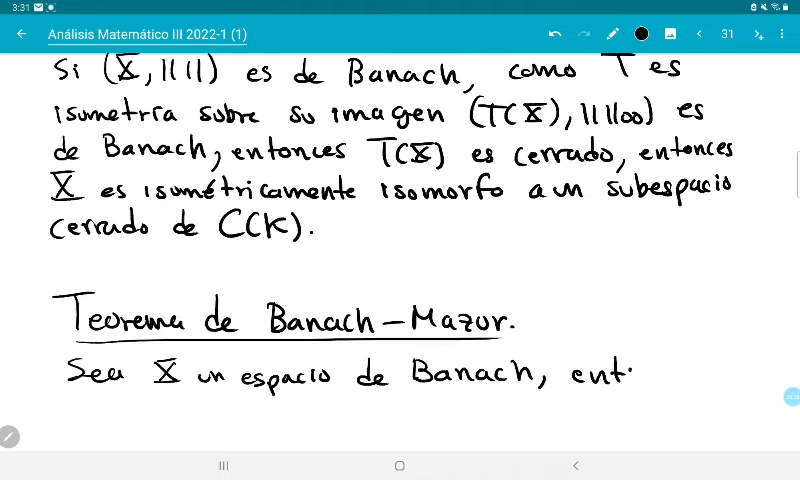 3:31
Análisis Matemático III 2022-1 (1)
31
Si (X, || ||) es de Banach, como T es
isometría sobre su imagen (T(X), || ||∞) es
de Banach, entonces T(X) es cerrado, entonces
X es isométricamente isomorfo a un subespacio
cerrado de C(K).
Teorema de Banach-Mazur.
Sea X un espacio de Banach, ent